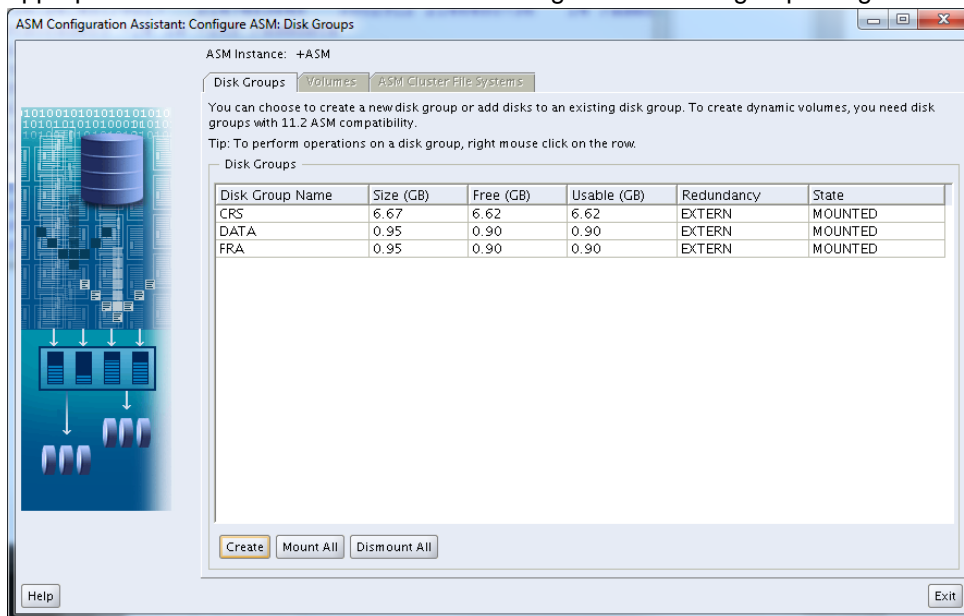 ASM Configuration Assistant: Configure ASM: Disk Groups
ASM Instance: +ASM
Disk Groups Volumes ASM Cluster File Systems
You can choose to create a new disk group or add disks to an existing disk group. To create dynamic volumes, you need disk
groups with 11.2 ASM compatibility.
Tip: To perform operations on a disk group, right mouse click on the row.
Disk Groups
Disk Group Name Size (GB) Free (GB) Usable (GB) Redundancy State
CRS 6.67 6.62 6.62 EXTERN MOUNTED
DATA 0.95 0.90 0.90 EXTERN MOUNTED
FRA 0.95 0.90 0.90 EXTERN MOUNTED
Create Mount All Dismount All
Help Exit